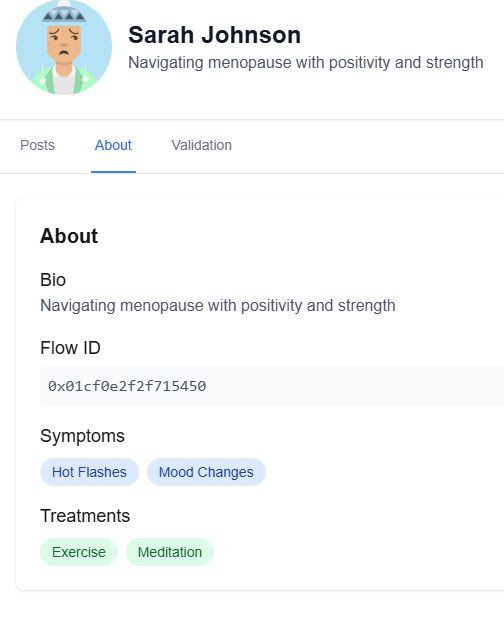 Sarah Johnson
Navigating menopause with positivity and strength
Posts About Validation
About
Bio
Navigating menopause with positivity and strength
Flow ID
0x01cf0e2f2f715450
Symptoms
Hot Flashes Mood Changes
Treatments
Exercise Meditation